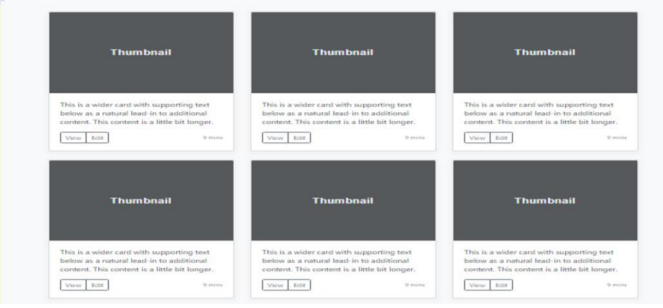 Thumbnail
Thumbnail
Thumbnail
This is a wider card with supporting text
below as a natural lead-in to additional
content. This content is a little bit longer.
View Edit
9 mins
This is a wider card with supporting text
below as a natural lead-in to additional
content. This content is a little bit longer.
View Edit
9 mins
This is a wider card with supporting text
below as a natural lead-in to additional
content. This content is a little bit longer.
View Edit
9 mins
Thumbnail
Thumbnail
Thumbnail
This is a wider card with supporting text
below as a natural lead-in to additional
content. This content is a little bit longer.
View Edit
9 mins
This is a wider card with supporting text
below as a natural lead-in to additional
content. This content is a little bit longer.
View Edit
9 mins
This is a wider card with supporting text
below as a natural lead-in to additional
content. This content is a little bit longer.
View Edit
9 mins